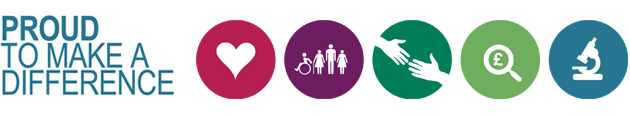 PROUD
TO MAKE A
DIFFERENCE
£